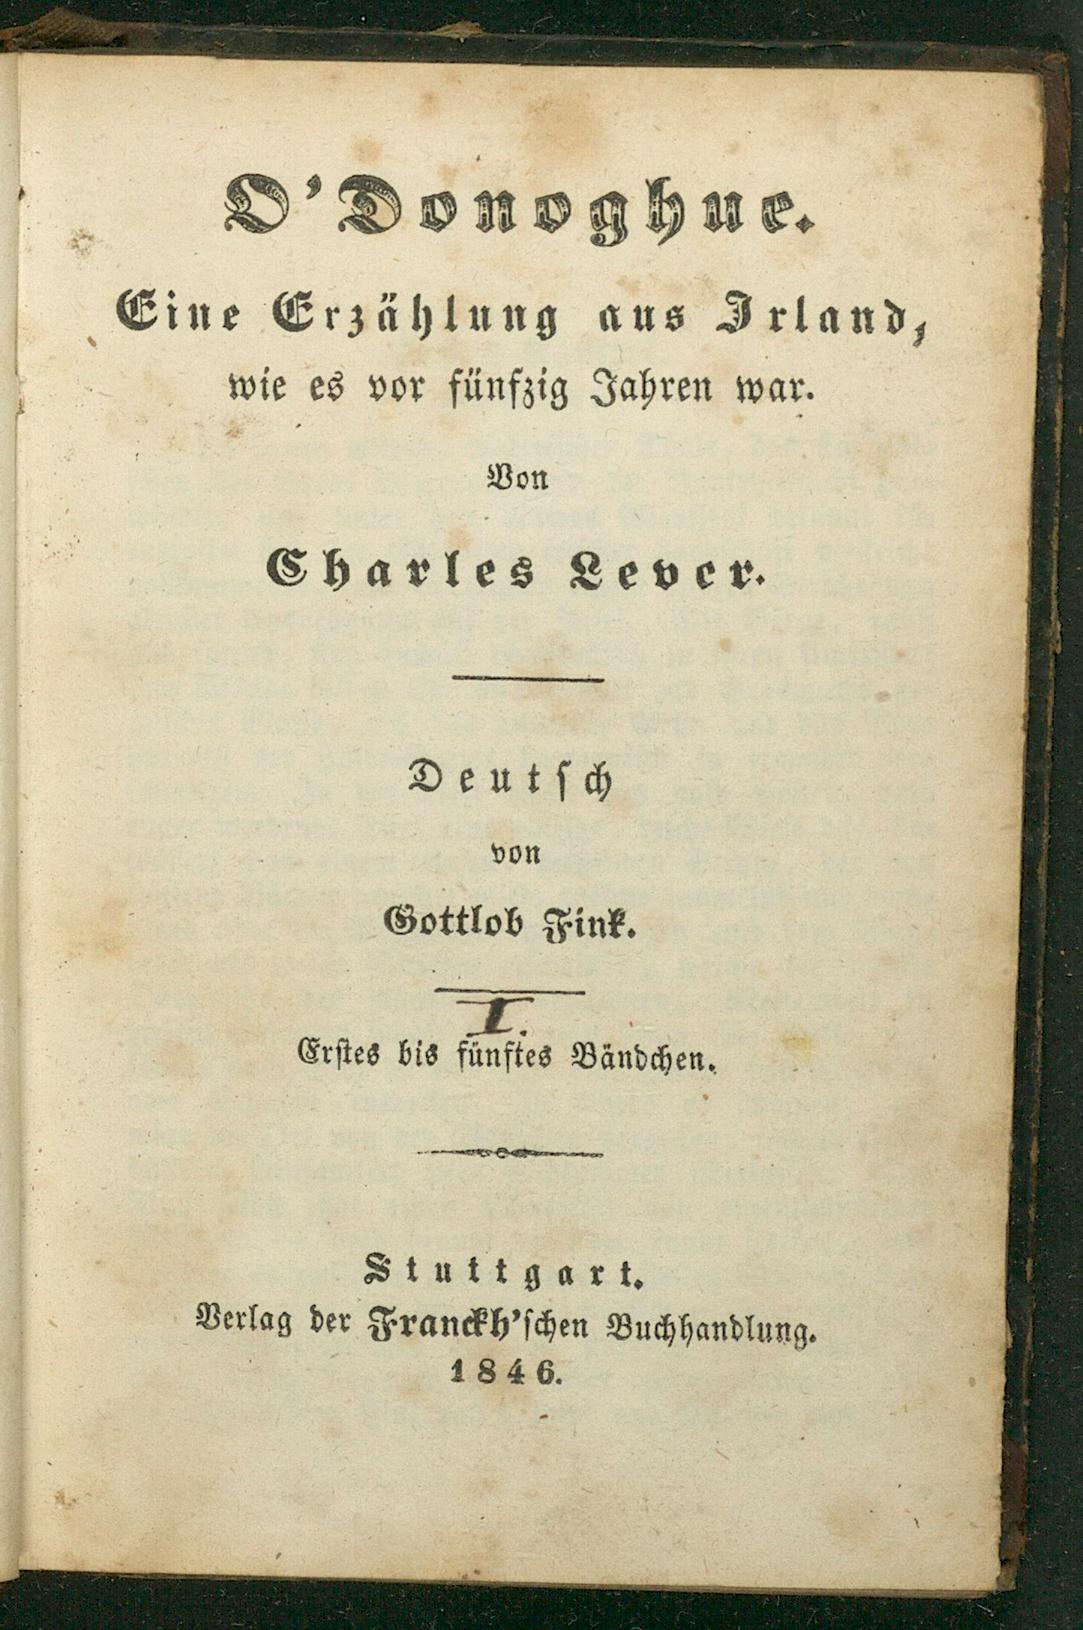 O'Donoghue.
Eine Erzählung aus Irland,
wie es vor fünfzig Jahren war.
Von
Charles Lever.
Deutsch
von
Gottlob Fink.
I.
Erstes bis fünftes Bändchen.
Stuttgart.
Verlag der Franckh'schen Buchhandlung.
1846.